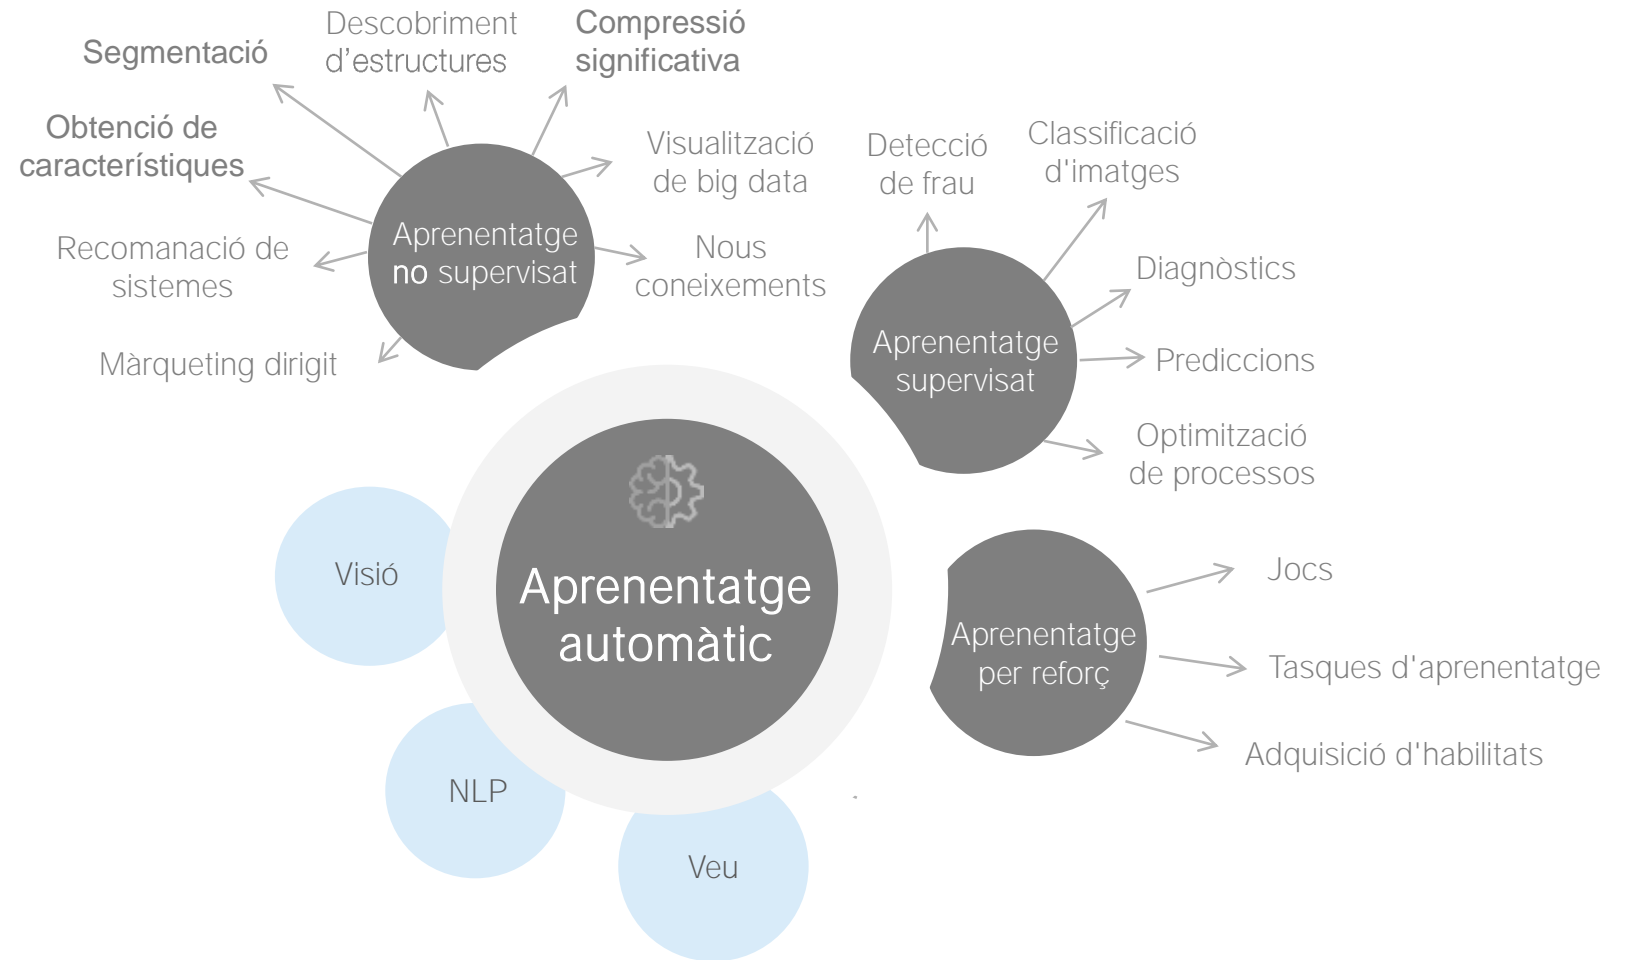 Segmentació
Descobriment
d'estructures
Compressió
significativa
Obtenció de
característiques
Visualització
de big data
Recomanació de
sistemes
Nous
coneixements
Màrqueting dirigit
Aprenentatge
no supervisat
Detecció
de frau
Classificació
d'imatges
Diagnòstics
Prediccions
Optimització
de processos
Aprenentatge
supervisat
Aprenentatge
automàtic
Jocs
Tasques d'aprenentatge
Adquisició d'habilitats
Aprenentatge
per reforç
Visió
NLP
Veu